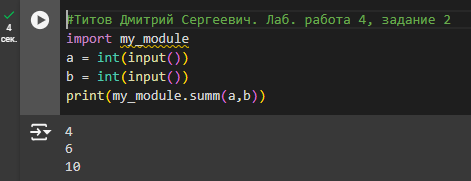 4
сек.
#Титов Дмитрий Сергеевич. Лаб. работа 4, задание 2
import my_module
a = int(input())
b = int(input())
print(my_module.summ(a,b))
4
6
10